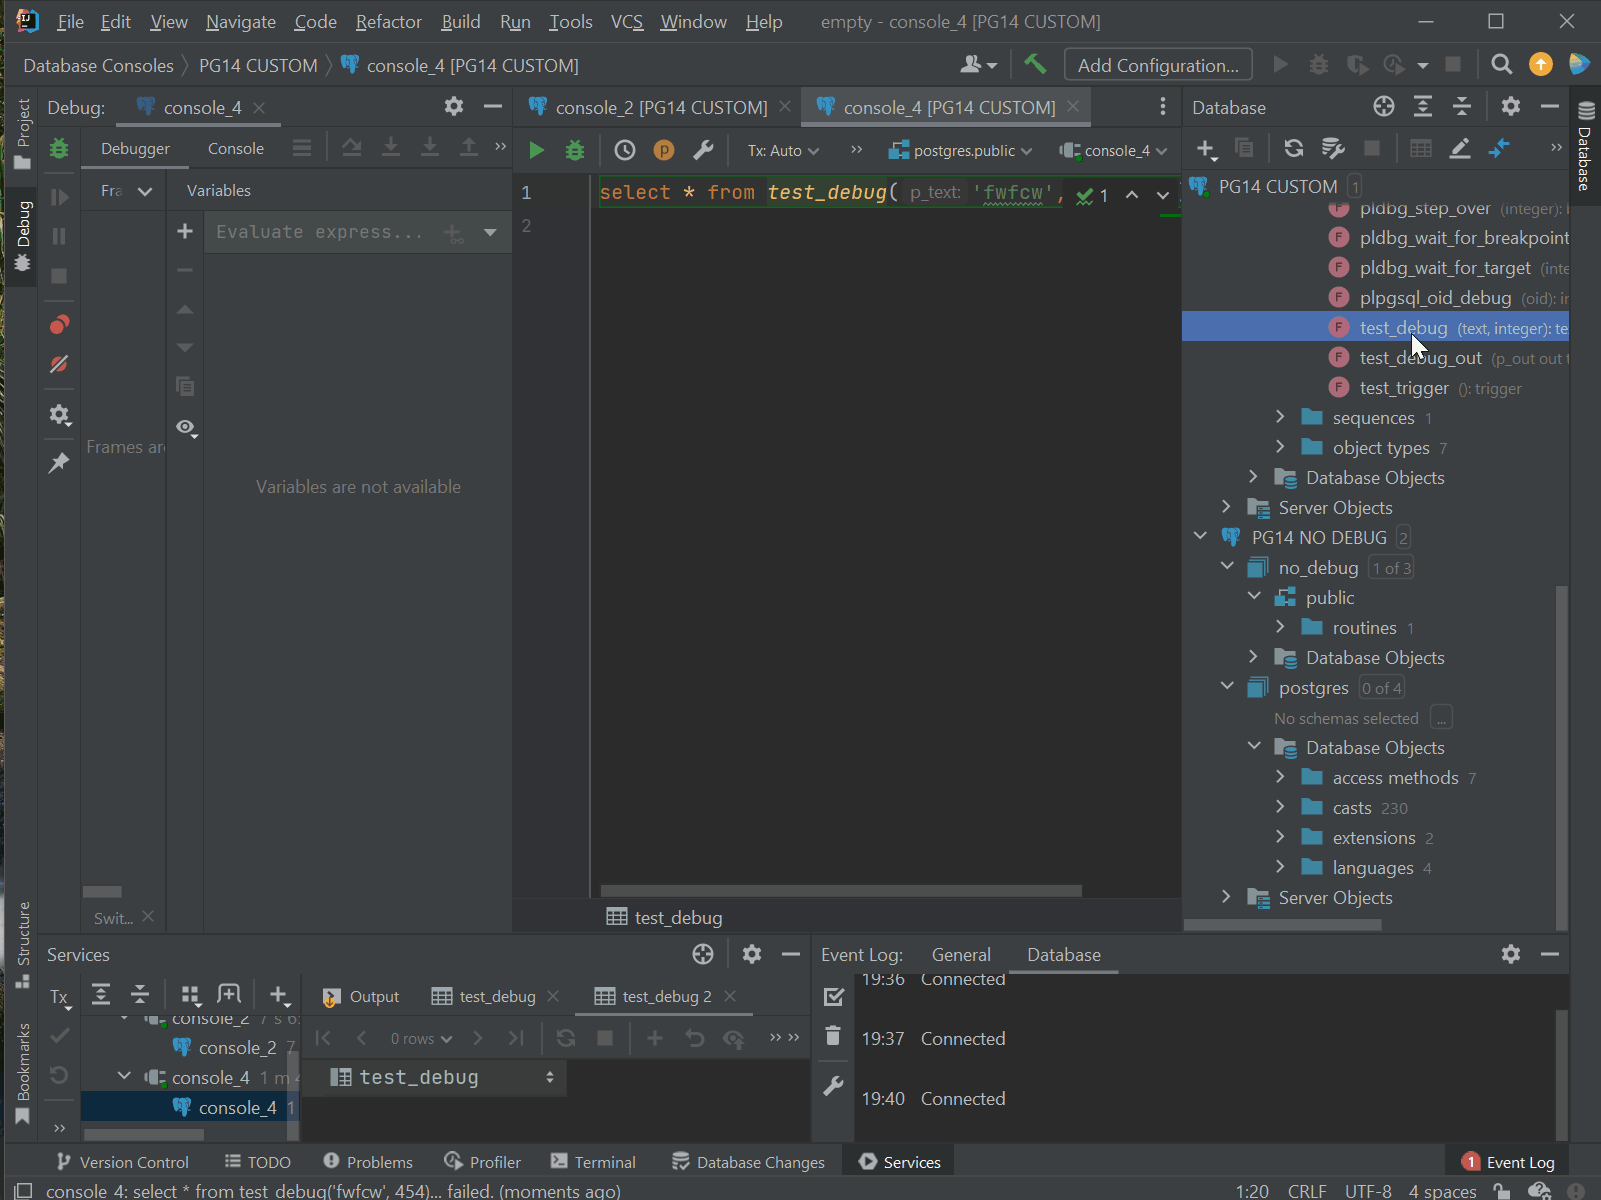 File Edit View Navigate Code Refactor Build Run Tools VCS Window Help empty - console_4 [PG14 CUSTOM]
Database Consoles PG14 CUSTOM console_4 [PG14 CUSTOM] Add Configuration...
Project
Debug
Structure
Bookmarks
Debug: console_4
Debugger Console
Fra Variables
Evaluate express...
Frames are
Variables are not available
Swit...
console_2 [PG14 CUSTOM] console_4 [PG14 CUSTOM]
Tx: Auto postgres.public console_4
1 select * from test_debug( p_text: 'fwfcw', 1
2
test_debug
Database
Database
PG14 CUSTOM 1
pldbg_step_over (integer):
pldbg_wait_for_breakpoint
pldbg_wait_for_target (inte
plpgsql_oid_debug (oid): in
test_debug (text, integer): te
test_debug_out (p_out out t
test_trigger (): trigger
sequences 1
object types 7
Database Objects
Server Objects
PG14 NO DEBUG 2
no_debug 1 of 3
public
routines 1
Database Objects
postgres 0 of 4
No schemas selected ...
Database Objects
access methods 7
casts 230
extensions 2
languages 4
Server Objects
Services
Tx
console_2 7 s 6
console_2 7
console_4 1 m
console_4 1
Output test_debug test_debug 2
0 rows
test_debug
Event Log: General Database
19:36 Connected
19:37 Connected
19:40 Connected
Version Control TODO Problems Profiler Terminal Database Changes Services 1 Event Log
console_4: select * from test_debug('fwfcw', 454)... failed. (moments ago) 1:20 CRLF UTF-8 4 spaces